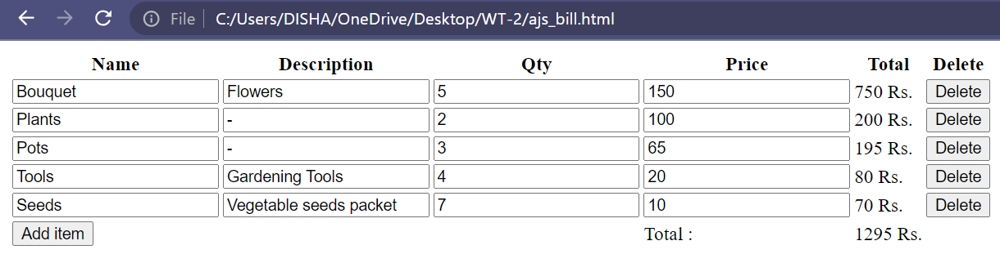 File C:/Users/DISHA/OneDrive/Desktop/WT-2/ajs_bill.html
Name Description Qty Price Total Delete
Bouquet Flowers 5 150 750 Rs. Delete
Plants - 2 100 200 Rs. Delete
Pots - 3 65 195 Rs. Delete
Tools Gardening Tools 4 20 80 Rs. Delete
Seeds Vegetable seeds packet 7 10 70 Rs. Delete
Add item Total : 1295 Rs.